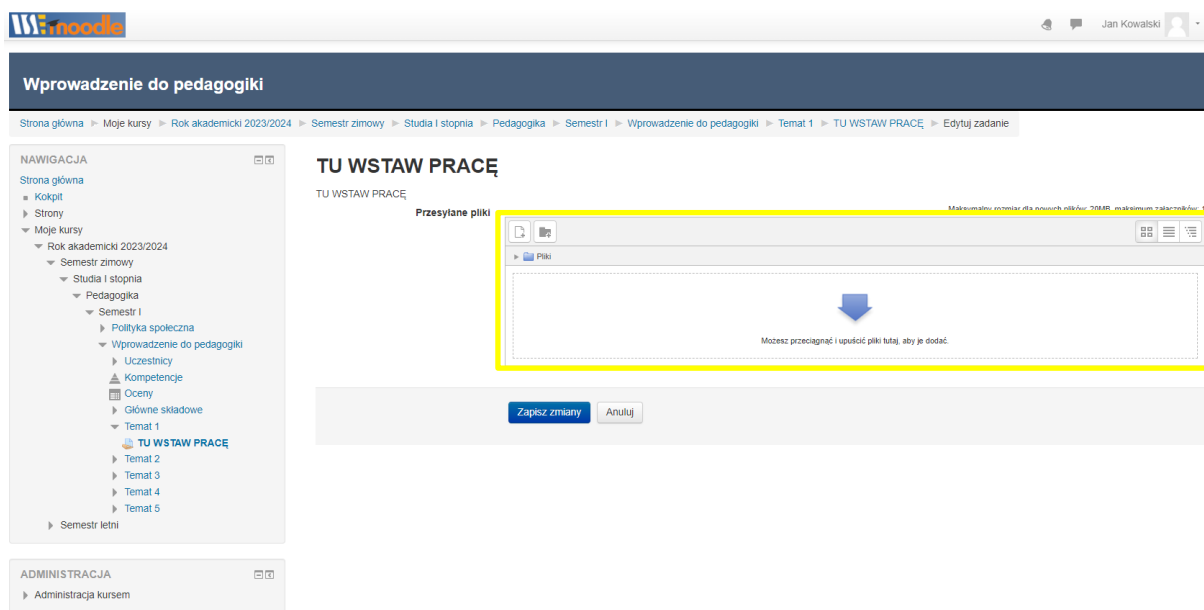 WSE moodle
Jan Kowalski
Wprowadzenie do pedagogiki
Strona główna ► Moje kursy ► Rok akademicki 2023/2024 ► Semestr zimowy ► Studia I stopnia ► Pedagogika ► Semestr I ► Wprowadzenie do pedagogiki ► Temat 1 ► TU WSTAW PRACĘ ► Edytuj zadanie
NAWIGACJA
Strona główna
Kokpit
Strony
Moje kursy
Rok akademicki 2023/2024
Semestr zimowy
Studia I stopnia
Pedagogika
Semestr I
Polityka społeczna
Wprowadzenie do pedagogiki
Uczestnicy
Kompetencje
Oceny
Główne składowe
Temat 1
TU WSTAW PRACĘ
Temat 2
Temat 3
Temat 4
Temat 5
Semestr letni
ADMINISTRACJA
Administracja kursem
TU WSTAW PRACĘ
TU WSTAW PRACĘ
Przesyłane pliki
Maksymalny rozmiar dla nowych plików: 20MB, maksimum załączników: 1
Pliki
Możesz przeciągnąć i upuścić pliki tutaj, aby je dodać.
Zapisz zmiany
Anuluj